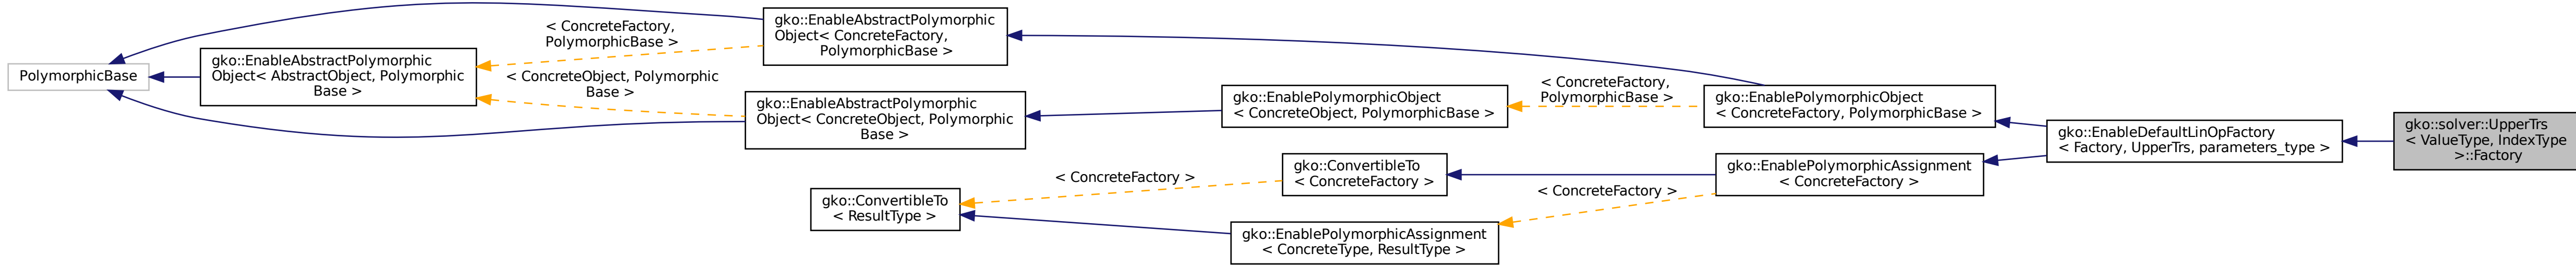 PolymorphicBase
gko::EnableAbstractPolymorphic
Object< AbstractObject, Polymorphic
Base >
< ConcreteFactory,
PolymorphicBase >
< ConcreteObject, Polymorphic
Base >
gko::EnableAbstractPolymorphic
Object< ConcreteFactory,
PolymorphicBase >
gko::EnableAbstractPolymorphic
Object< ConcreteObject, Polymorphic
Base >
gko::ConvertibleTo
< ResultType >
< ConcreteFactory >
gko::EnablePolymorphicObject
< ConcreteObject, PolymorphicBase >
gko::ConvertibleTo
< ConcreteFactory >
gko::EnablePolymorphicAssignment
< ConcreteType, ResultType >
< ConcreteFactory,
PolymorphicBase >
< ConcreteFactory >
gko::EnablePolymorphicObject
< ConcreteFactory, PolymorphicBase >
gko::EnablePolymorphicAssignment
< ConcreteFactory >
gko::EnableDefaultLinOpFactory
< Factory, UpperTrs, parameters_type >
gko::solver::UpperTrs
< ValueType, IndexType
>::Factory